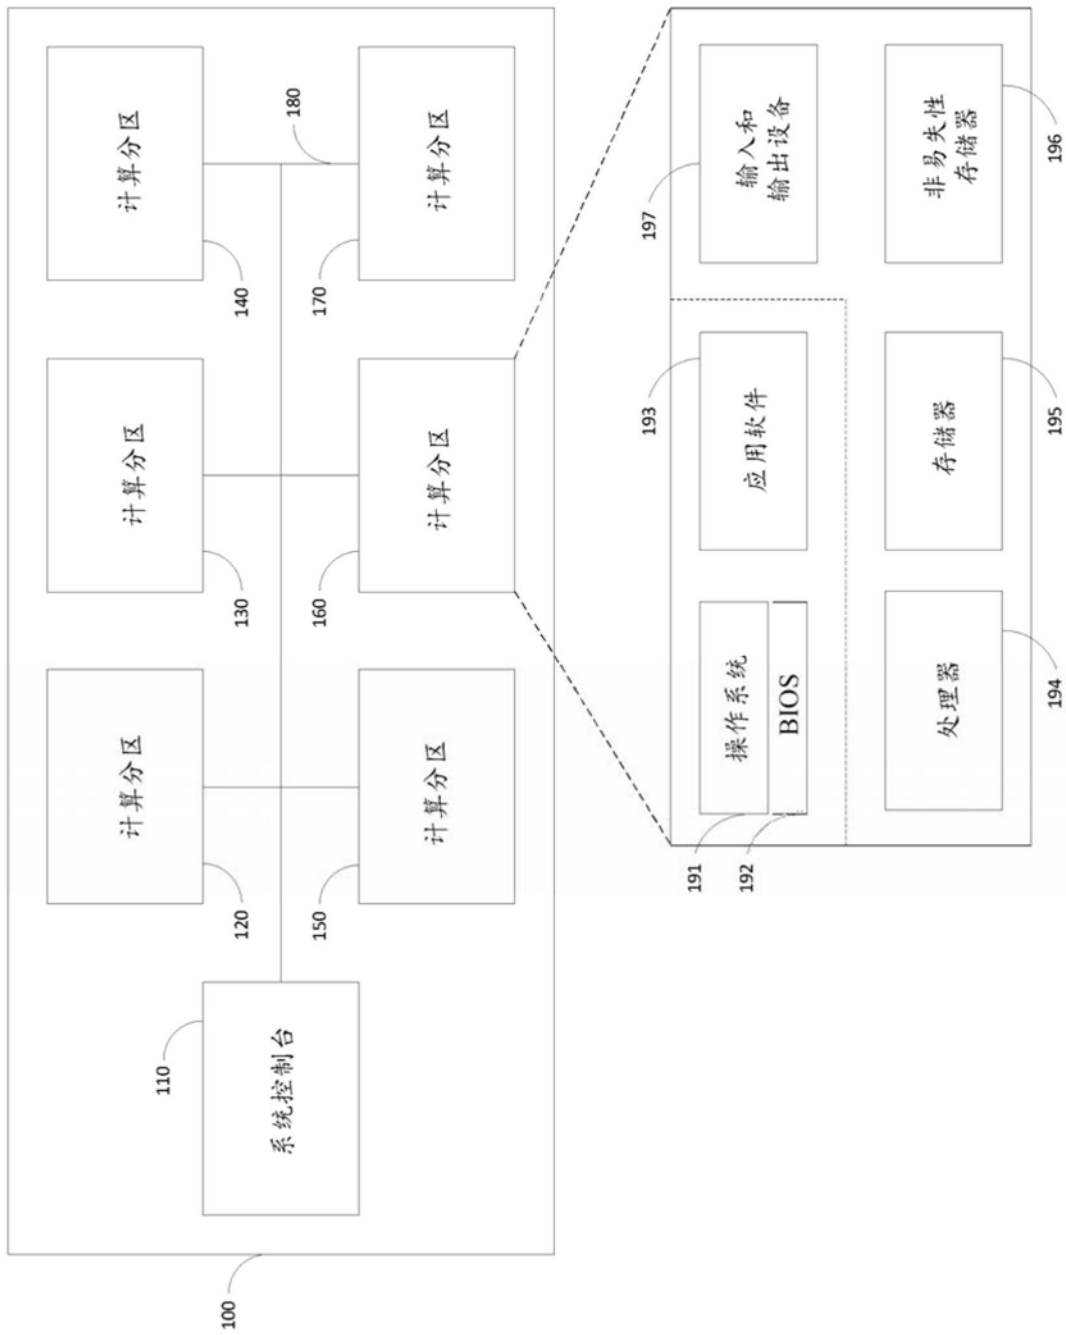 计算分区
计算分区
计算分区
110
100
120
130
140
系统控制台
180
150
160
170
计算分区
计算分区
计算分区
193
197
191
操作系统
192
BIOS
应用软件
输入和
输出设备
处理器
存储器
非易失性
存储器
194
195
196